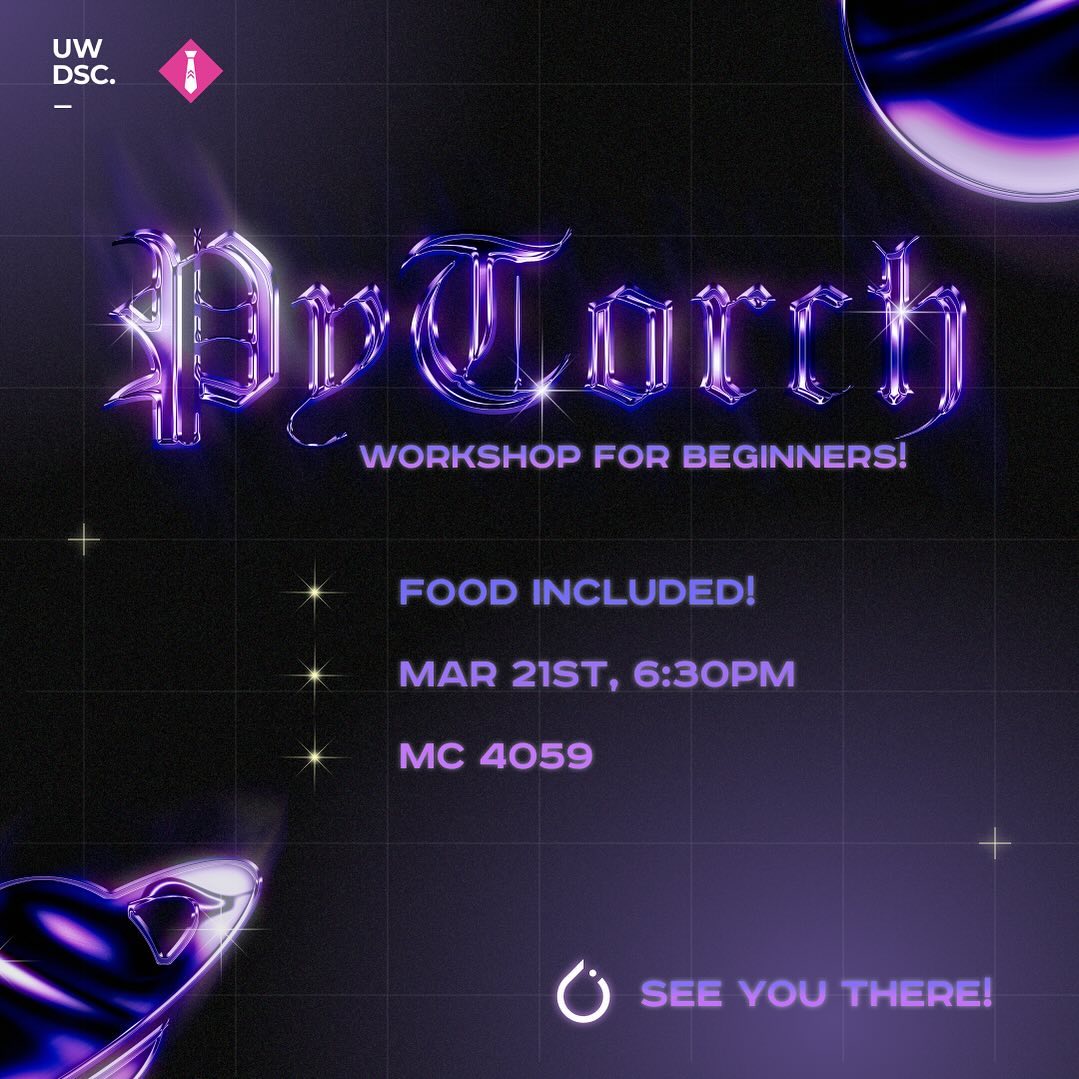 UW
DSC.
PyTorch
WORKSHOP FOR BEGINNERS!
FOOD INCLUDED!
MAR 21ST, 6:30PM
MC 4059
SEE YOU THERE!